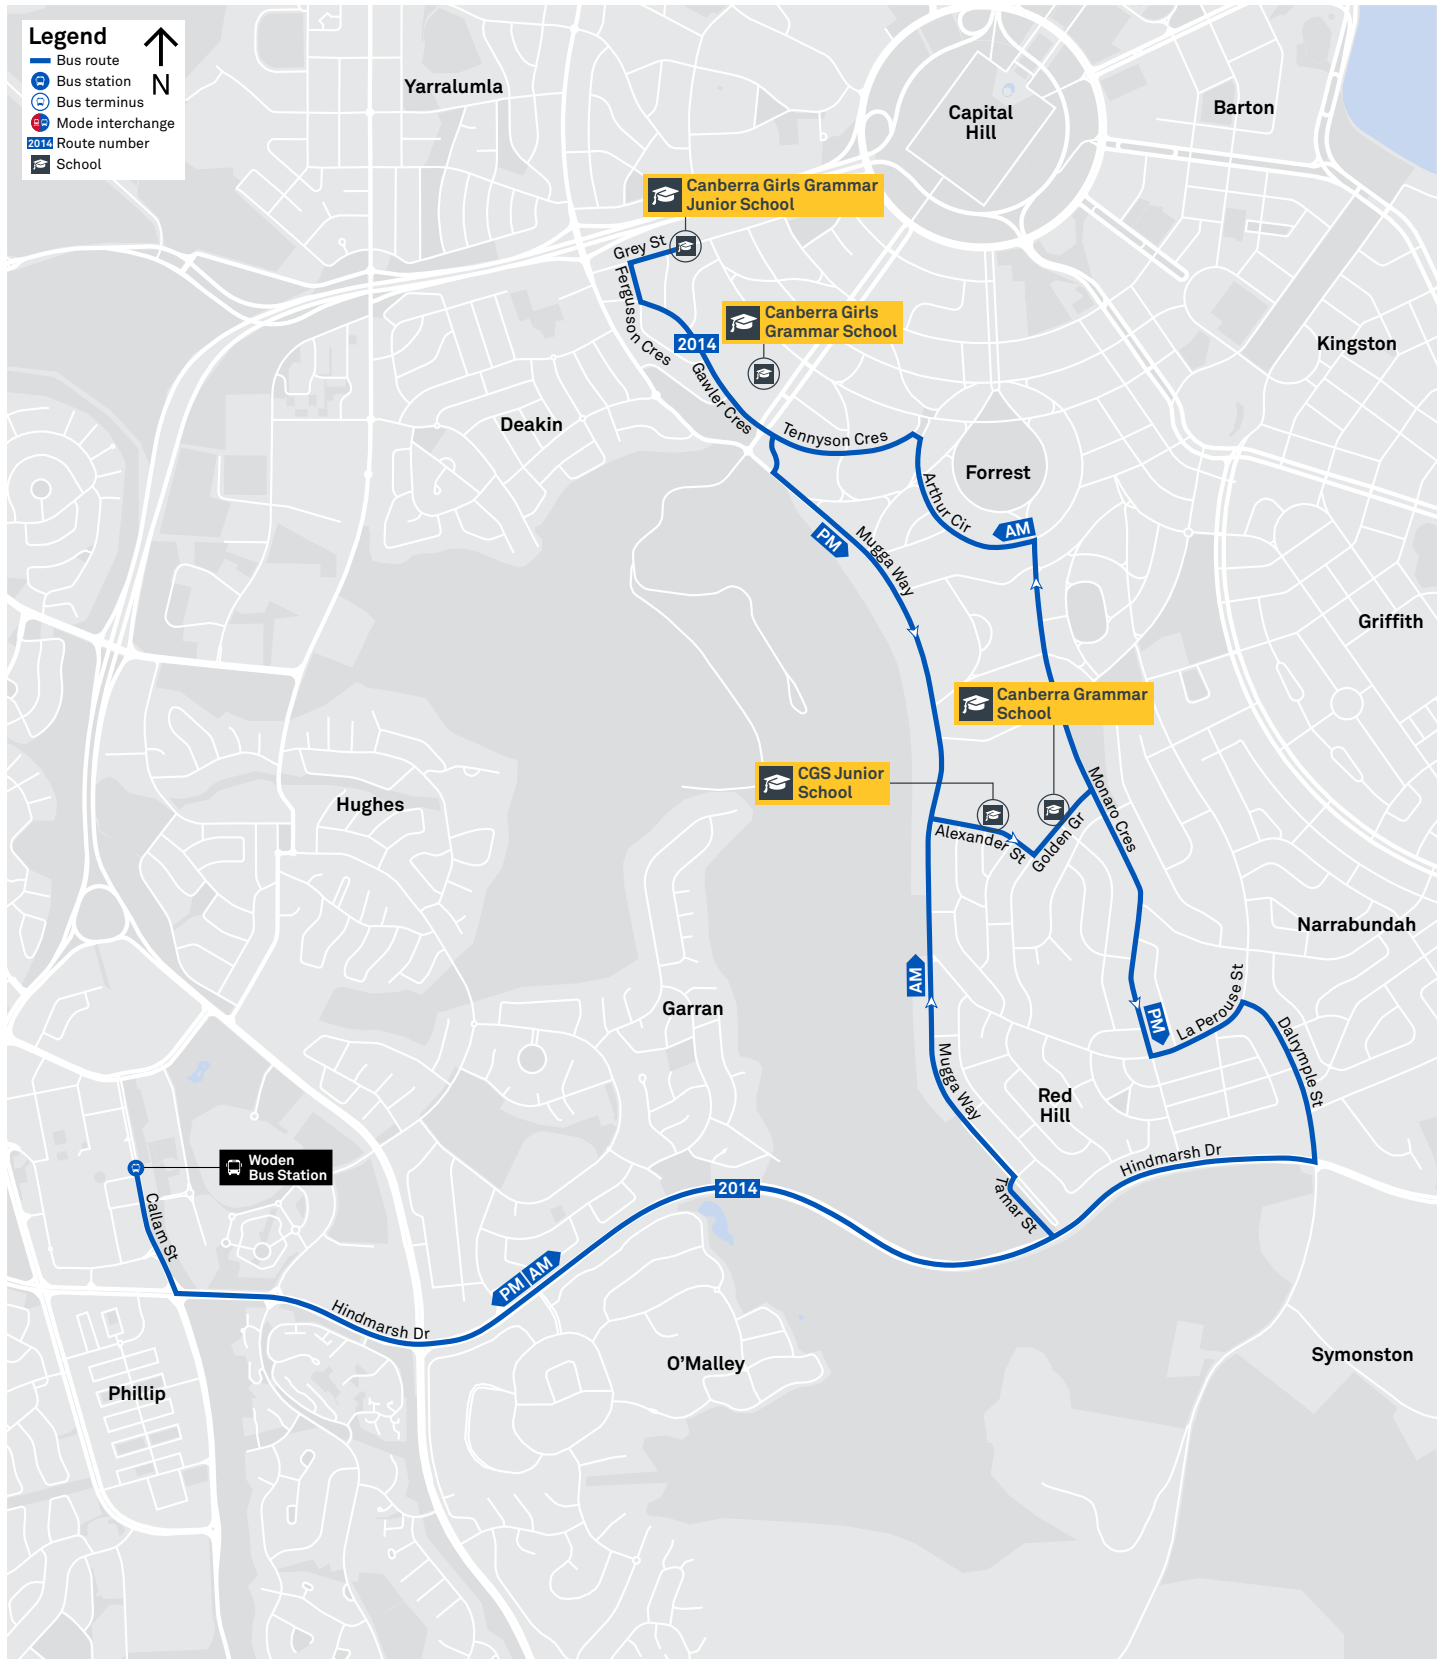 Legend
N
Bus route
Bus station
Bus terminus
Mode interchange
2014 Route number
School
Yarralumla
Capital
Hill
Barton
Canberra Girls Grammar
Junior School
Grey St
Fergusson Cres
Canberra Girls
Grammar School
2014
Gawler Cres
Kingston
Deakin
Tennyson Cres
Forrest
Arthur Cir
AM
PM
Mugga Way
Griffith
Canberra Grammar
School
CGS Junior
School
Monaro Cres
Hughes
Alexander St
Golden Gr
Narrabundah
AM
La Perouse St
Garran
PM
Dalrymple St
Mugga Way
Red
Hill
Woden
Bus Station
Hindmarsh Dr
2014
Tamar St
Callam St
PM AM
Hindmarsh Dr
O'Malley
Symonston
Phillip